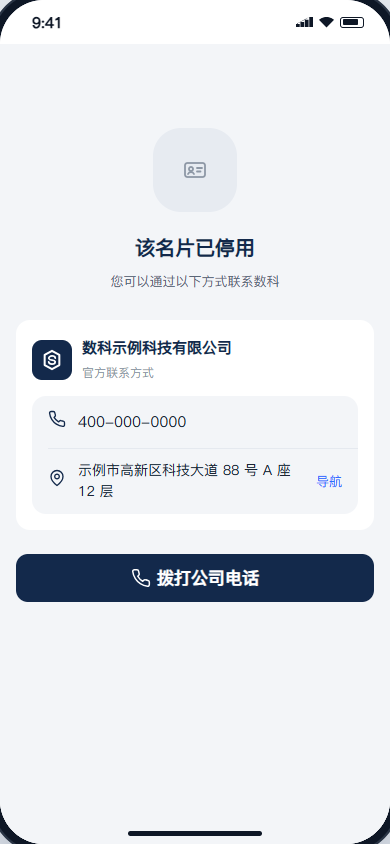 9:41
该名片已停用
您可以通过以下方式联系数科
数科示例科技有限公司
官方联系方式
400-000-0000
示例市高新区科技大道 88 号 A 座
12 层
导航
拨打公司电话